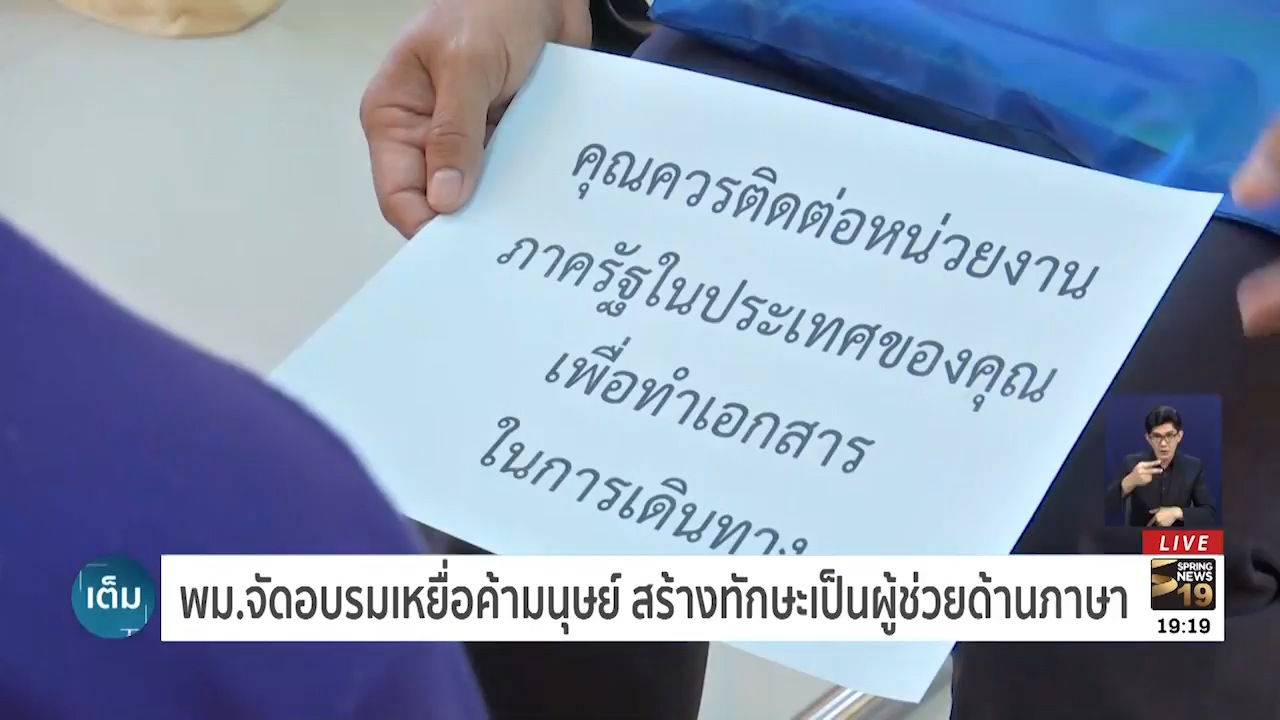 คุณควรติดต่อหน่วยงาน
ภาครัฐในประเทศของคุณ
เพื่อทำเอกสาร
ในการเดินทาง
LIVE
เต็ม
พม.จัดอบรมเหยื่อค้ามนุษย์ สร้างทักษะเป็นผู้ช่วยด้านภาษา
SPRING
NEWS
19
19:19